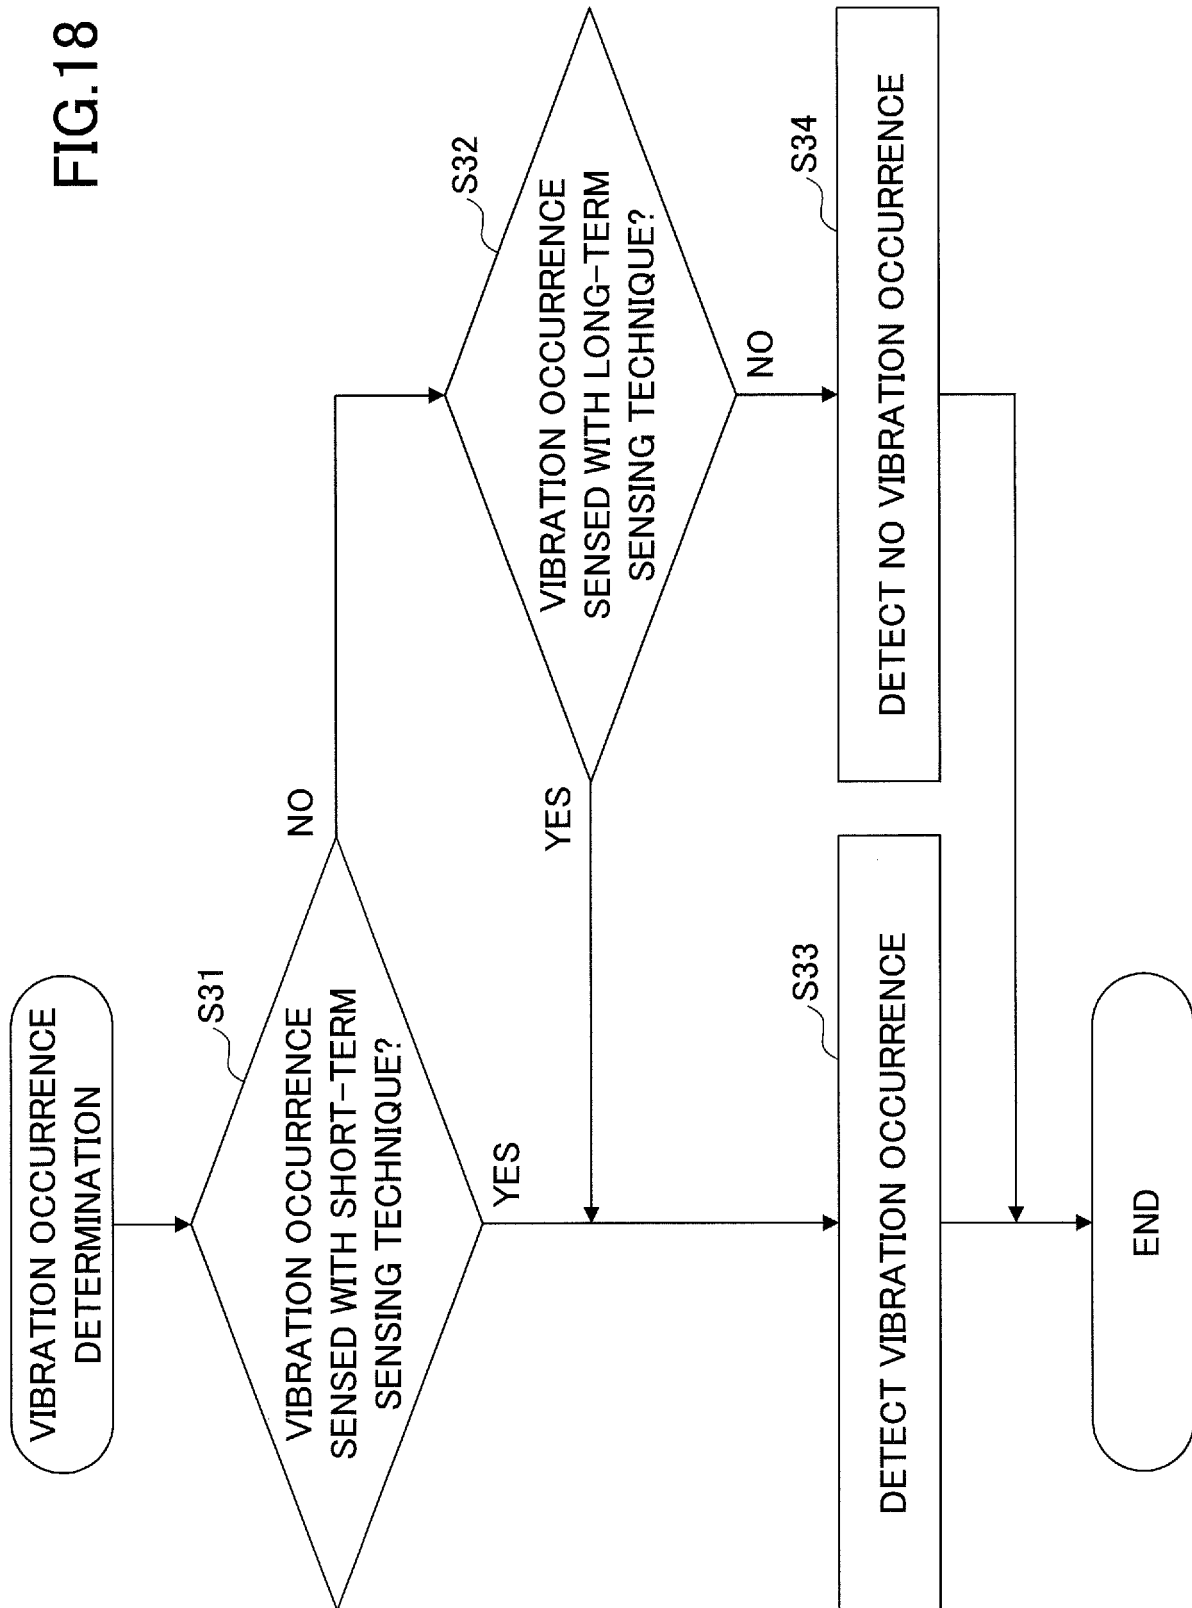 FIG.18
VIBRATION OCCURRENCE
DETERMINATION
S31
VIBRATION OCCURRENCE
SENSED WITH SHORT-TERM
SENSING TECHNIQUE?
NO
YES
S32
VIBRATION OCCURRENCE
SENSED WITH LONG-TERM
SENSING TECHNIQUE?
YES
NO
S33
DETECT VIBRATION OCCURRENCE
S34
DETECT NO VIBRATION OCCURRENCE
END